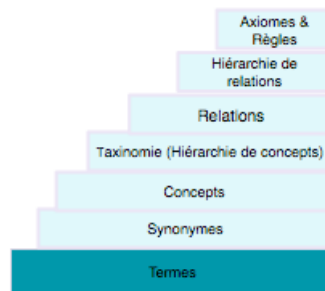 Axiomes &
Règles
Hiérarchie de
relations
Relations
Taxinomie (Hiérarchie de concepts)
Concepts
Synonymes
Termes